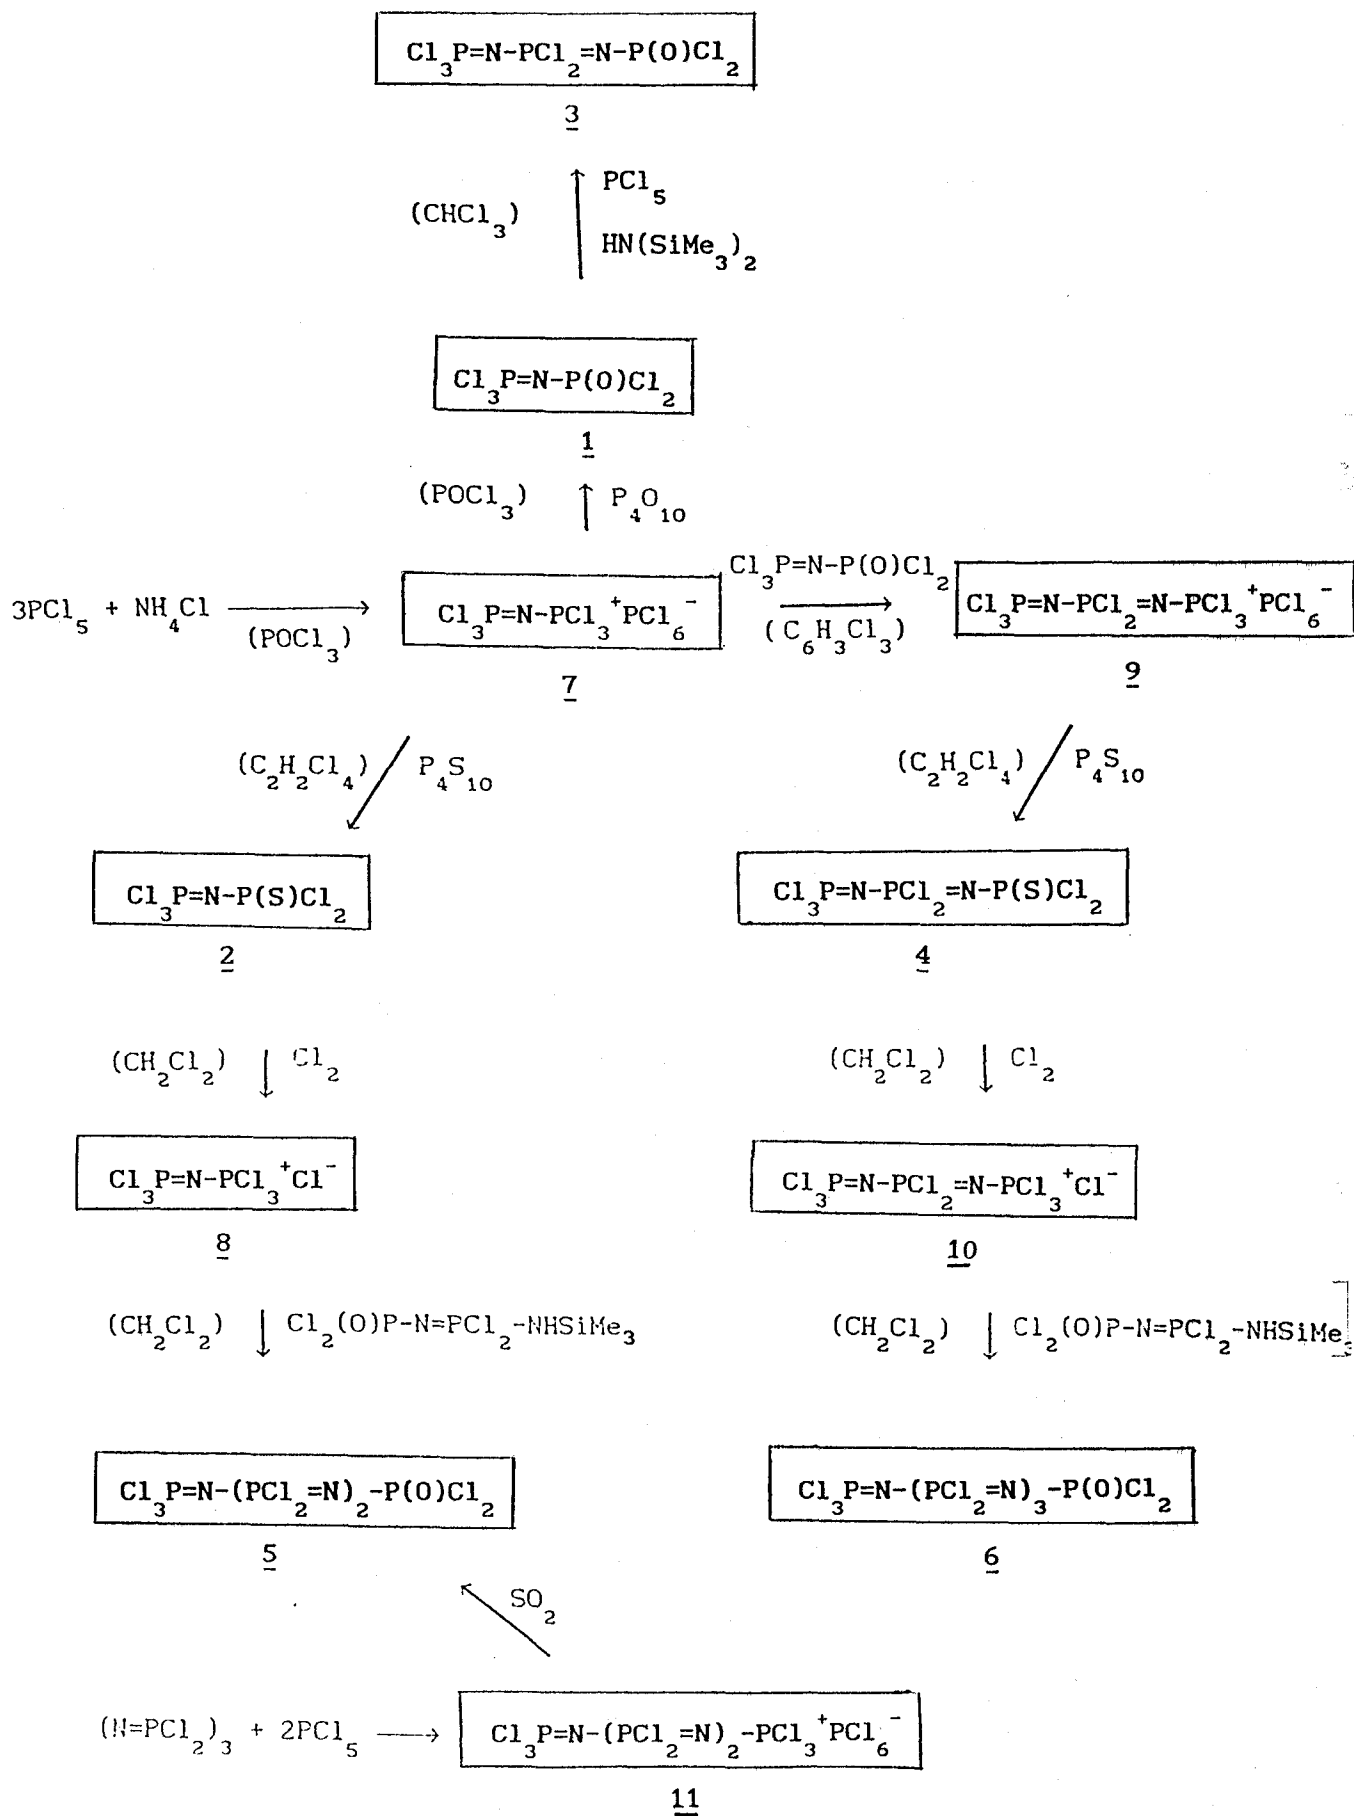 Cl₃P=N-PCl₂=N-P(O)Cl₂
3
(CHCl₃) PCl₅
HN(SiMe₃)₂
Cl₃P=N-P(O)Cl₂
1
(POCl₃) P₄O₁₀
3PCl₅ + NH₄Cl (POCl₃) Cl₃P=N-PCl₃⁺PCl₆⁻
7
Cl₃P=N-P(O)Cl₂
(C₆H₃Cl₃)
Cl₃P=N-PCl₂=N-PCl₃⁺PCl₆⁻
9
(C₂H₂Cl₄) P₄S₁₀
(C₂H₂Cl₄) P₄S₁₀
Cl₃P=N-P(S)Cl₂
2
Cl₃P=N-PCl₂=N-P(S)Cl₂
4
(CH₂Cl₂) Cl₂
(CH₂Cl₂) Cl₂
Cl₃P=N-PCl₃⁺Cl⁻
8
Cl₃P=N-PCl₂=N-PCl₃⁺Cl⁻
10
(CH₂Cl₂) Cl₂(O)P-N=PCl₂-NHSiMe₃
(CH₂Cl₂) Cl₂(O)P-N=PCl₂-NHSiMe₃
Cl₃P=N-(PCl₂=N)₂-P(O)Cl₂
5
Cl₃P=N-(PCl₂=N)₃-P(O)Cl₂
6
SO₂
(N=PCl₂)₃ + 2PCl₅ → Cl₃P=N-(PCl₂=N)₂-PCl₃⁺PCl₆⁻
11